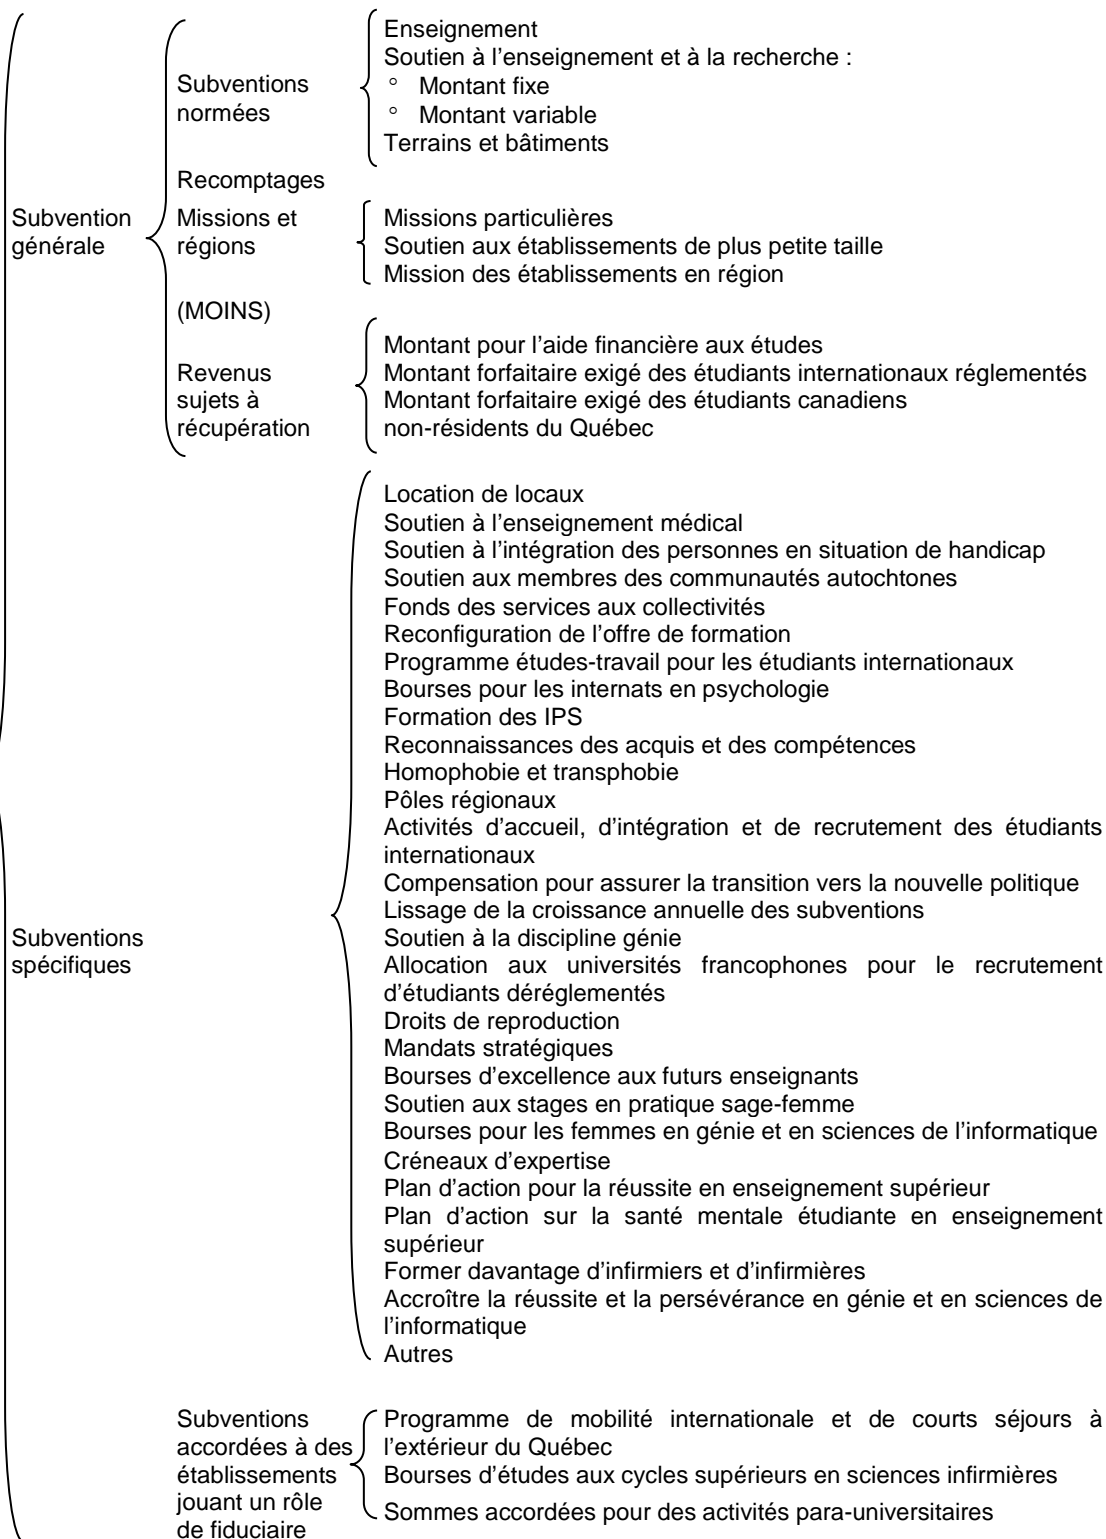 Subvention
générale
Subventions
normées
Enseignement
Soutien à l’enseignement et à la recherche :
° Montant fixe
° Montant variable
Terrains et bâtiments
Recomptages
Missions et
régions
Missions particulières
Soutien aux établissements de plus petite taille
Mission des établissements en région
(MOINS)
Revenus
sujets à
récupération
Montant pour l’aide financière aux études
Montant forfaitaire exigé des étudiants internationaux réglementés
Montant forfaitaire exigé des étudiants canadiens
non-résidents du Québec
Subventions
spécifiques
Location de locaux
Soutien à l’enseignement médical
Soutien à l’intégration des personnes en situation de handicap
Soutien aux membres des communautés autochtones
Fonds des services aux collectivités
Reconfiguration de l’offre de formation
Programme études-travail pour les étudiants internationaux
Bourses pour les internats en psychologie
Formation des IPS
Reconnaissances des acquis et des compétences
Homophobie et transphobie
Pôles régionaux
Activités d’accueil, d’intégration et de recrutement des étudiants
internationaux
Compensation pour assurer la transition vers la nouvelle politique
Lissage de la croissance annuelle des subventions
Soutien à la discipline génie
Allocation aux universités francophones pour le recrutement
d’étudiants déréglementés
Droits de reproduction
Mandats stratégiques
Bourses d’excellence aux futurs enseignants
Soutien aux stages en pratique sage-femme
Bourses pour les femmes en génie et en sciences de l’informatique
Créneaux d’expertise
Plan d’action pour la réussite en enseignement supérieur
Plan d’action sur la santé mentale étudiante en enseignement
supérieur
Former davantage d’infirmiers et d’infirmières
Accroître la réussite et la persévérance en génie et en sciences de
l’informatique
Autres
Subventions
accordées à des
établissements
jouant un rôle
de fiduciaire
Programme de mobilité internationale et de courts séjours à
l’extérieur du Québec
Bourses d’études aux cycles supérieurs en sciences infirmières
Sommes accordées pour des activités para-universitaires